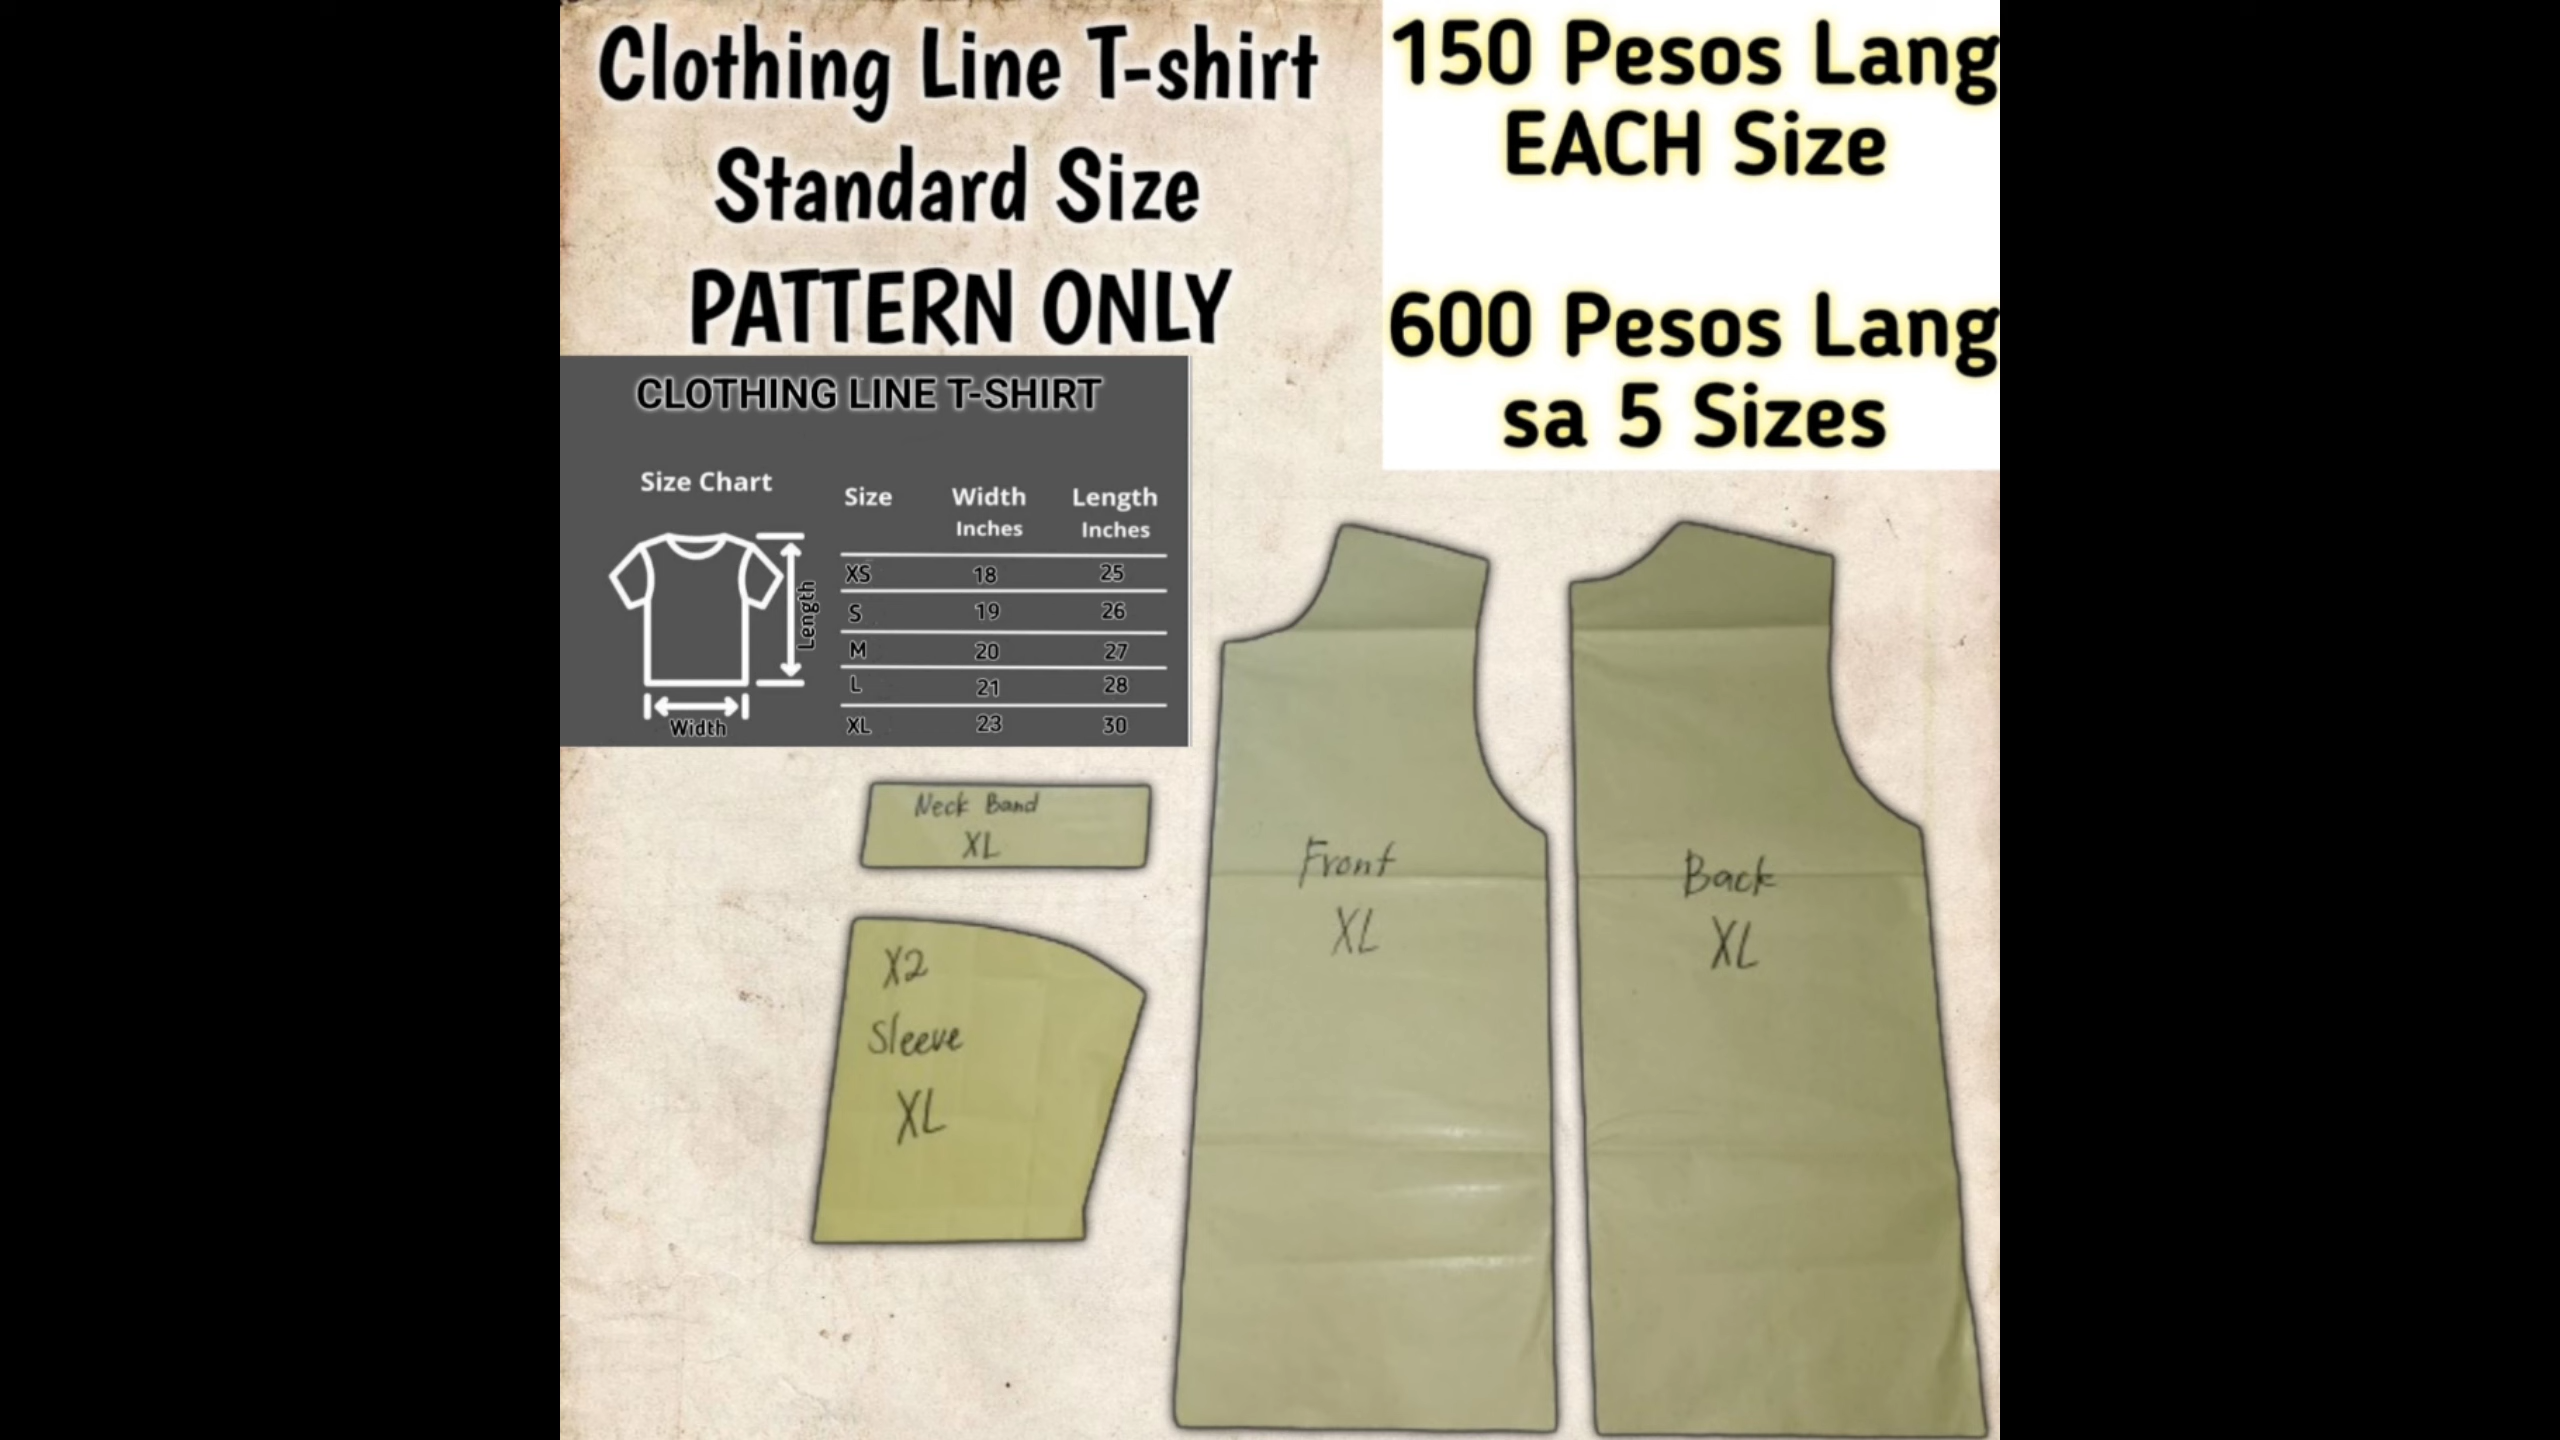 Clothing Line T-shirt
Standard Size
PATTERN ONLY
150 Pesos Lang
EACH Size
600 Pesos Lang
sa 5 Sizes
CLOTHING LINE T-SHIRT
Size Chart
Length
Width
Size Width Length
Inches Inches
XS 18 25
S 19 26
M 20 27
L 21 28
XL 23 30
Neck Band
XL
X2
Sleeve
XL
Front
XL
Back
XL